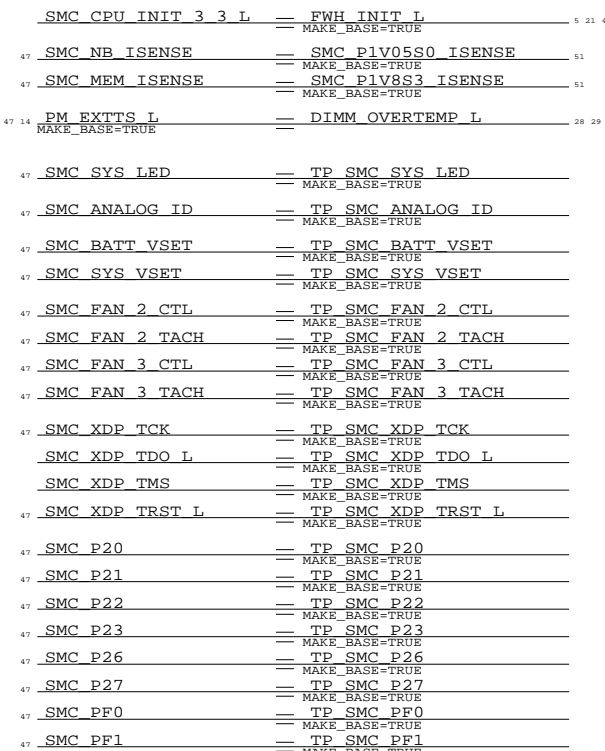 SMC_CPU_INIT_3_3_L = FWH_INIT_L 5 21 4
MAKE_BASE=TRUE
47 SMC_NB_ISENSE = SMC_P1V05S0_ISENSE 51
MAKE_BASE=TRUE
47 SMC_MEM_ISENSE = SMC_P1V8S3_ISENSE 51
MAKE_BASE=TRUE
47 14 PM_EXTTS_L = DIMM_OVERTEMP_L 28 29
MAKE_BASE=TRUE
47 SMC_SYS_LED = TP_SMC_SYS_LED
MAKE_BASE=TRUE
47 SMC_ANALOG_ID = TP_SMC_ANALOG_ID
MAKE_BASE=TRUE
47 SMC_BATT_VSET = TP_SMC_BATT_VSET
MAKE_BASE=TRUE
47 SMC_SYS_VSET = TP_SMC_SYS_VSET
MAKE_BASE=TRUE
47 SMC_FAN_2_CTL = TP_SMC_FAN_2_CTL
MAKE_BASE=TRUE
47 SMC_FAN_2_TACH = TP_SMC_FAN_2_TACH
MAKE_BASE=TRUE
47 SMC_FAN_3_CTL = TP_SMC_FAN_3_CTL
MAKE_BASE=TRUE
47 SMC_FAN_3_TACH = TP_SMC_FAN_3_TACH
MAKE_BASE=TRUE
47 SMC_XDP_TCK = TP_SMC_XDP_TCK
MAKE_BASE=TRUE
SMC_XDP_TDO_L = TP_SMC_XDP_TDO_L
MAKE_BASE=TRUE
SMC_XDP_TMS = TP_SMC_XDP_TMS
MAKE_BASE=TRUE
47 SMC_XDP_TRST_L = TP_SMC_XDP_TRST_L
MAKE_BASE=TRUE
47 SMC_P20 = TP_SMC_P20
MAKE_BASE=TRUE
47 SMC_P21 = TP_SMC_P21
MAKE_BASE=TRUE
47 SMC_P22 = TP_SMC_P22
MAKE_BASE=TRUE
47 SMC_P23 = TP_SMC_P23
MAKE_BASE=TRUE
47 SMC_P26 = TP_SMC_P26
MAKE_BASE=TRUE
47 SMC_P27 = TP_SMC_P27
MAKE_BASE=TRUE
47 SMC_PF0 = TP_SMC_PF0
MAKE_BASE=TRUE
47 SMC_PF1 = TP_SMC_PF1
MAKE_BASE=TRUE